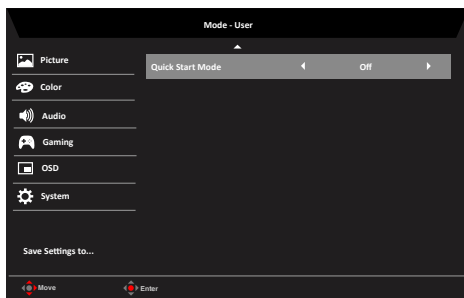 Mode - User
Picture
Quick Start Mode Off
Color
Audio
Gaming
OSD
System
Save Settings to...
Move Enter